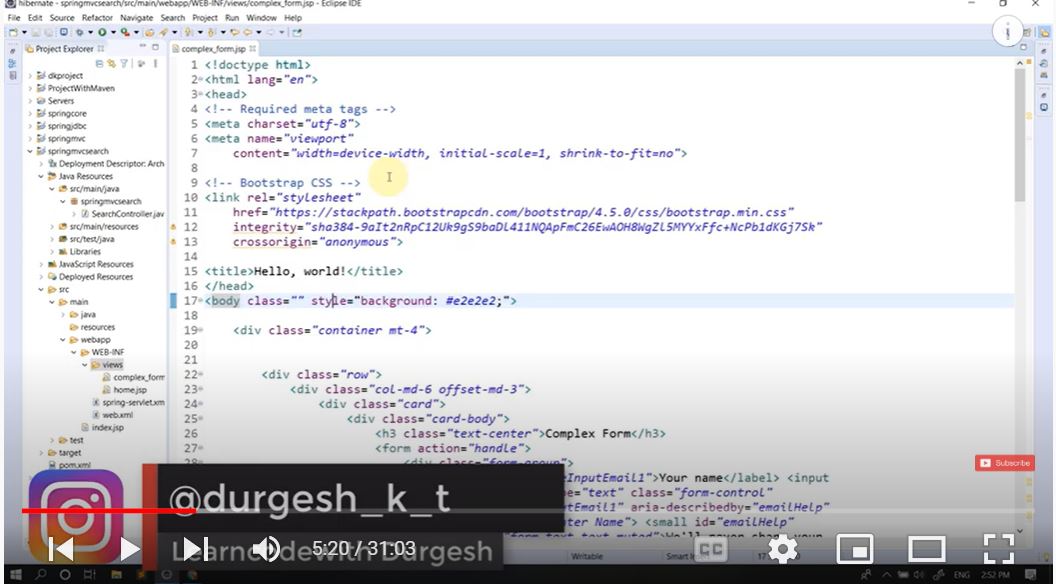 hibernate - springmvcsearch/src/main/webapp/WEB-INF/views/complex_form.jsp - Eclipse IDE
File Edit Source Refactor Navigate Search Project Run Window Help
Project Explorer
complex_form.jsp
dkproject
ProjectWithMaven
Servers
springcore
springjdbc
springmvc
springmvcsearch
Deployment Descriptor: Arch
Java Resources
src/main/java
springmvcsearch
SearchController.jav
src/main/resources
src/test/java
Libraries
JavaScript Resources
Deployed Resources
src
main
java
resources
webapp
WEB-INF
views
complex_form
home.jsp
spring-servlet.xm
web.xml
index.jsp
test
target
pom.xml
1 <!doctype html>
2 <html lang="en">
3 <head>
4 <!-- Required meta tags -->
5 <meta charset="utf-8">
6 <meta name="viewport"
7 content="width=device-width, initial-scale=1, shrink-to-fit=no">
8
9 <!-- Bootstrap CSS -->
10 <link rel="stylesheet"
11 href="https://stackpath.bootstrapcdn.com/bootstrap/4.5.0/css/bootstrap.min.css"
12 integrity="sha384-9aIt2nRpC12Uk9gS9baDl411NQApFmC26EwAOH8WgZl5MYYxFfc+NcPb1dKGj7Sk"
13 crossorigin="anonymous">
14
15 <title>Hello, world!</title>
16 </head>
17 <body class="" style="background: #e2e2e2;">
18
19 <div class="container mt-4">
20
21
22 <div class="row">
23 <div class="col-md-6 offset-md-3">
24 <div class="card">
25 <div class="card-body">
26 <h3 class="text-center">Complex Form</h3>
27 <form action="handle">
28 <div class="form-group">
eInputEmail1">Your name</label> <input
e="text" class="form-control"
utEmail1" aria-describedby="emailHelp"
ter Name"> <small id="emailHelp"
Subscribe
@durgesh_k_t
Learncodewith Durgesh
5:20 / 31:03
CC
Writable
Smart
ENG 2:52 PM